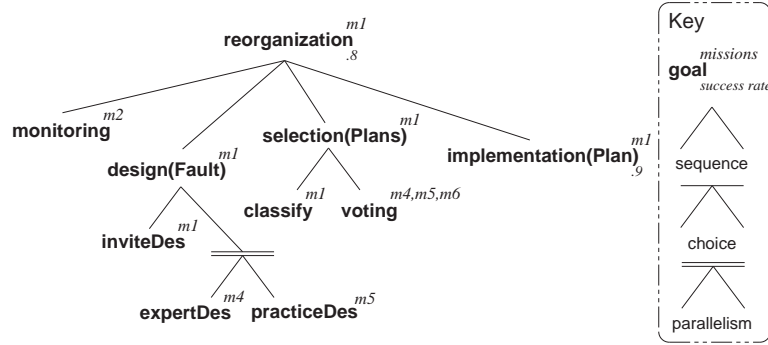 reorganization m1 .8
monitoring m2
design(Fault) m1
selection(Plans) m1
implementation(Plan) m1 .9
inviteDes m1
classify m1
voting m4,m5,m6
expertDes m4
practiceDes m5
Key
goal missions success rate
sequence
choice
parallelism